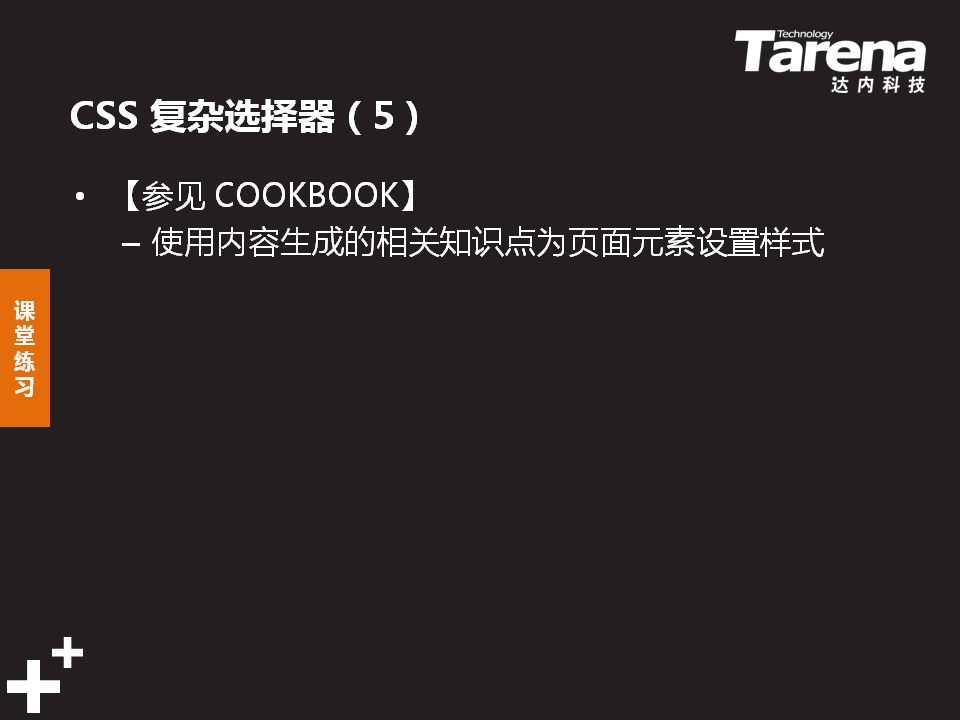 Technology
Tarena
达内科技
CSS 复杂选择器（5）
• 【参见 COOKBOOK】
– 使用内容生成的相关知识点为页面元素设置样式
课
堂
练
习